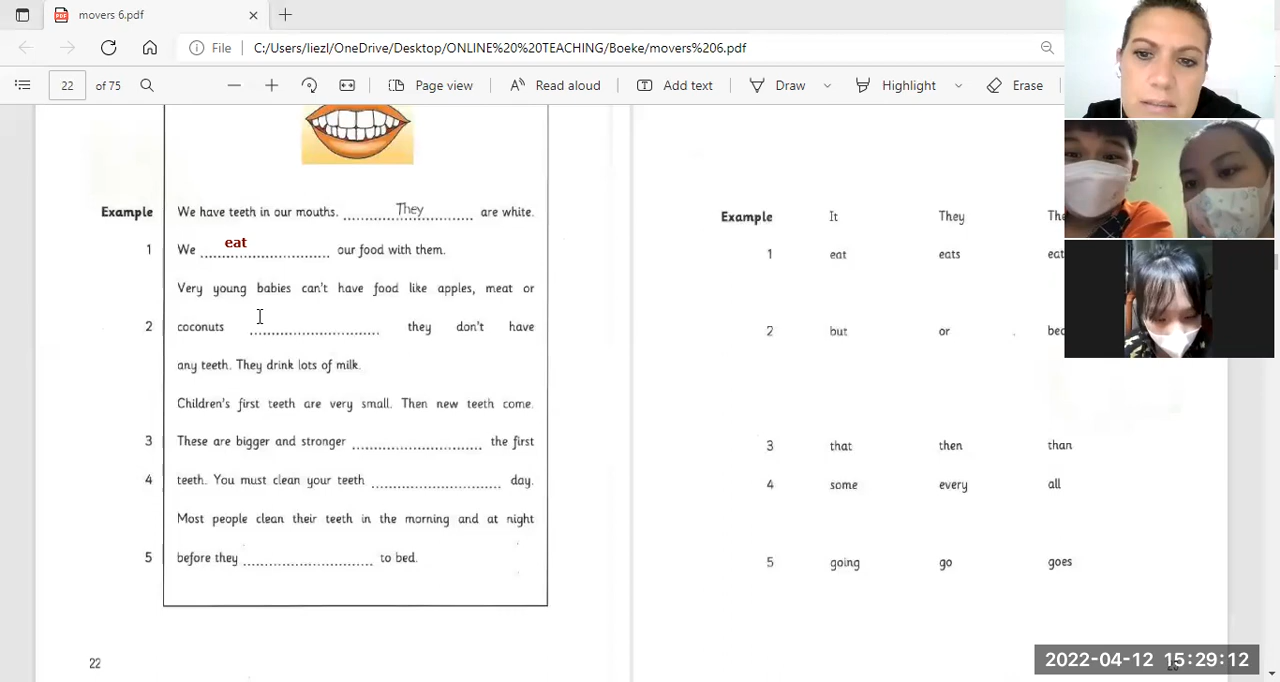 movers 6.pdf
File C:/Users/liezl/OneDrive/Desktop/ONLINE%20%20TEACHING/Boeke/movers%206.pdf
22 of 75 Page view Read aloud Add text Draw Highlight Erase
Example We have teeth in our mouths. They are white.
1 We eat our food with them.
Very young babies can't have food like apples, meat or
2 coconuts they don't have
any teeth. They drink lots of milk.
Children's first teeth are very small. Then new teeth come.
3 These are bigger and stronger the first
4 teeth. You must clean your teeth day.
Most people clean their teeth in the morning and at night
5 before they to bed.
22
Example It They
1 eat eats
2 but or
3 that then than
4 some every all
5 going go goes
2022-04-12 15:29:12